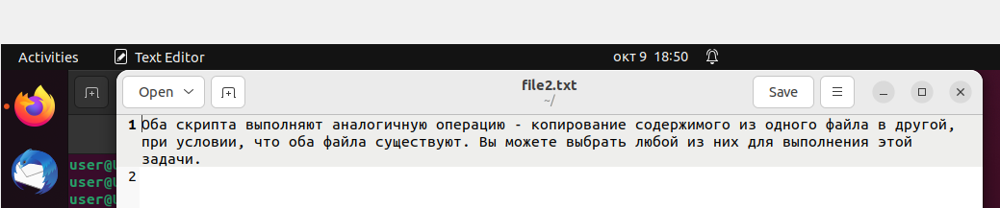 Activities Text Editor окт 9 18:50
Open file2.txt Save
~/
1 Оба скрипта выполняют аналогичную операцию - копирование содержимого из одного файла в другой,
при условии, что оба файла существуют. Вы можете выбрать любой из них для выполнения этой
задачи.
2
user@
user@
user@